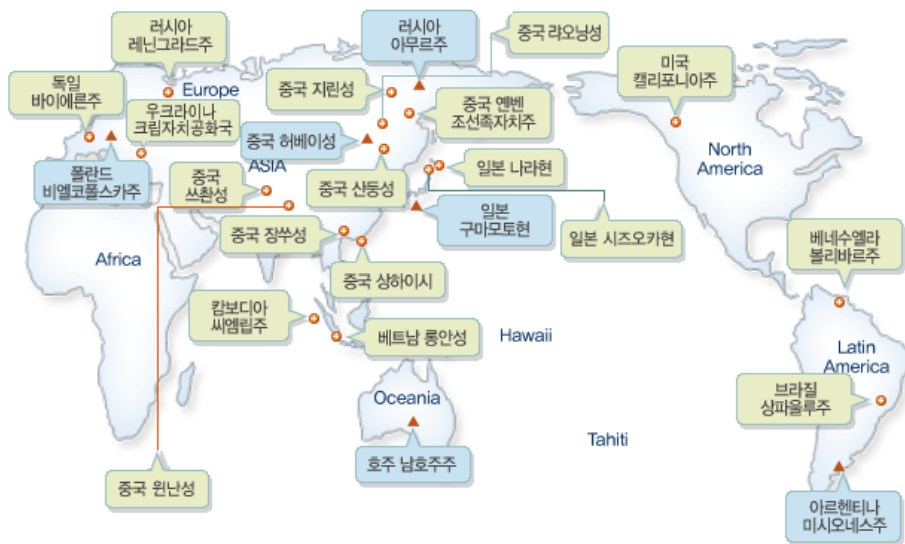 러시아
레닌그라드주
러시아
아무르주
중국 랴오닝성
독일
바이에른주
Europe
중국 지린성
미국
캘리포니아주
우크라이나
크림자치공화국
중국 옌벤
조선족자치주
중국 허베이성
North
America
ASIA
폴란드
비엘코폴스카주
중국
쓰촨성
중국 산둥성
일본 나라현
일본
구마모토현
일본 시즈오카현
중국 장쑤성
Africa
베네수엘라
볼리바르주
중국 상하이시
캄보디아
씨엠립주
베트남 롱안성
Hawaii
Latin
America
Oceania
브라질
상파울루주
Tahiti
호주 남호주주
중국 윈난성
아르헨티나
미시오네스주